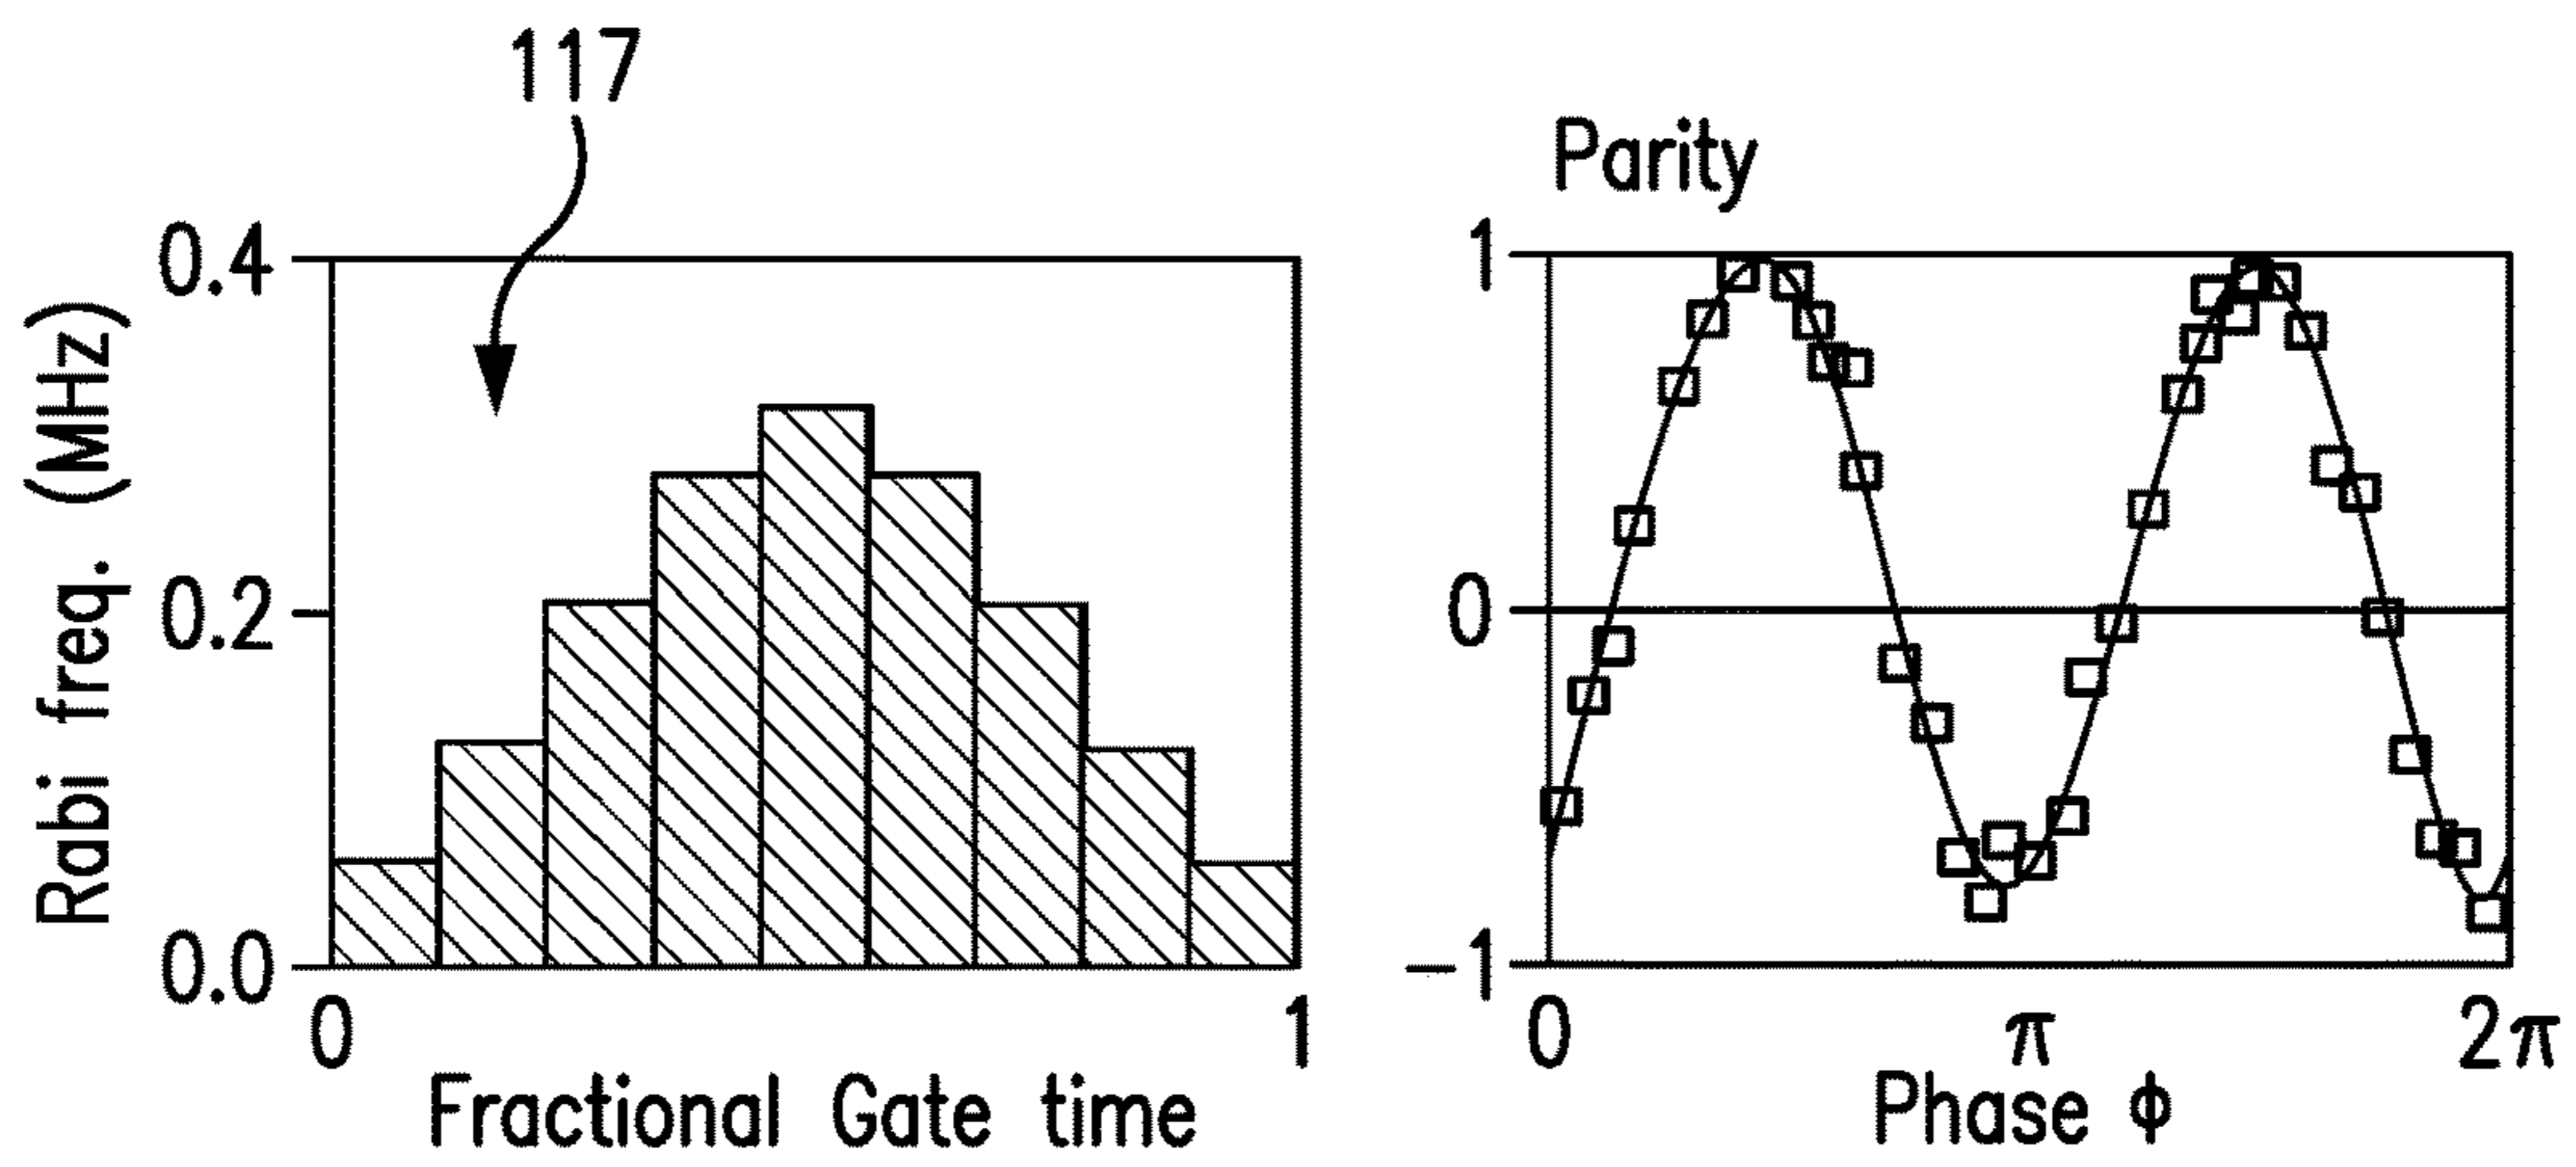 117
Rabi freq. (MHz)
0.4
0.2
0.0
0 1
Fractional Gate time
Parity
1
0
-1
0 π 2π
Phase ϕ